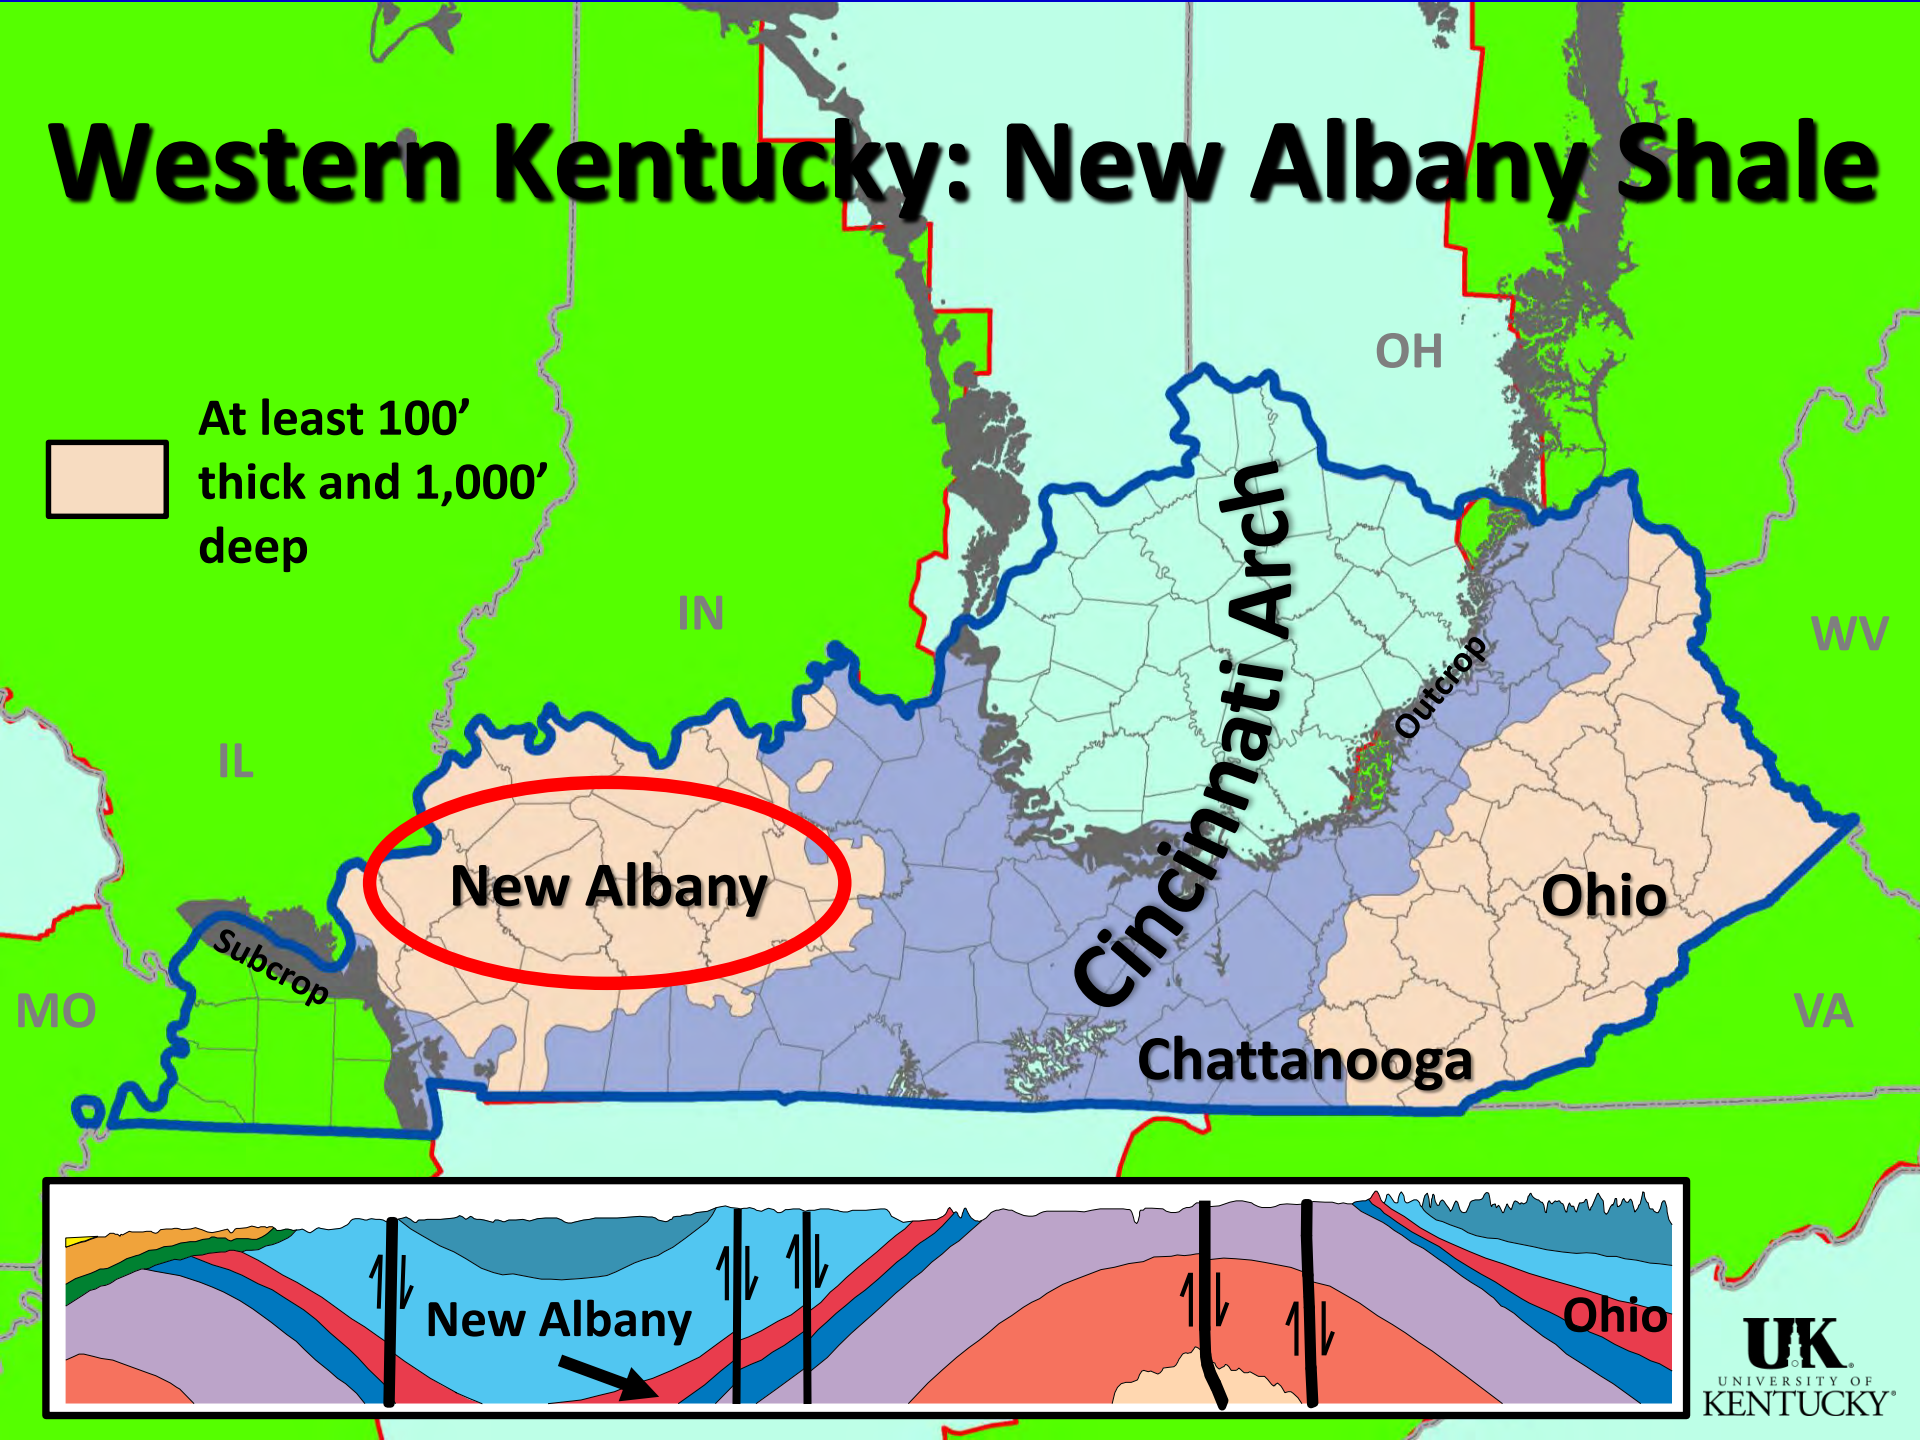 Western Kentucky: New Albany Shale
OH
At least 100’
thick and 1,000’
deep
Cincinnati Arch
IN
WV
Outcrop
IL
New Albany
Ohio
Subcrop
MO
VA
Chattanooga
New Albany
Ohio
UK
UNIVERSITY OF
KENTUCKY®